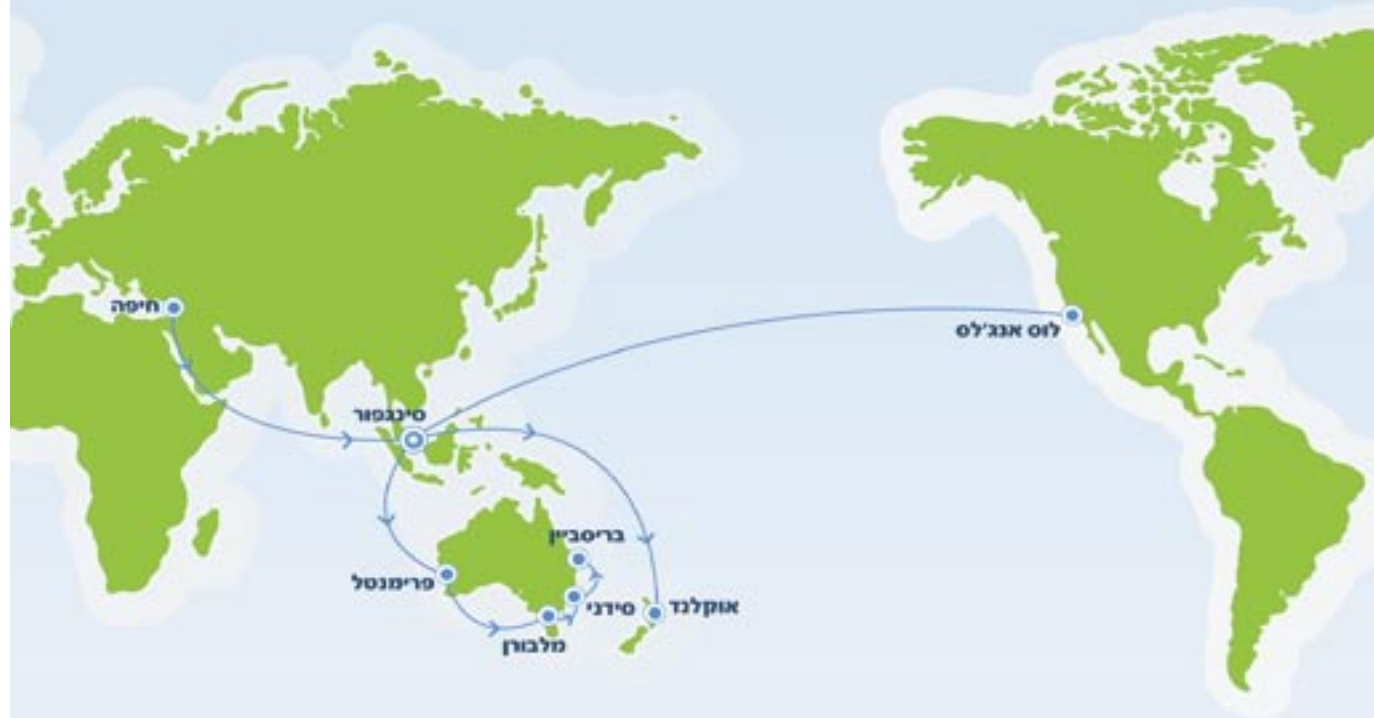 חיפה
לוס אנג'לס
סינגפור
בריסביין
פרימנטל
סידני
אוקלנד
מלבורן